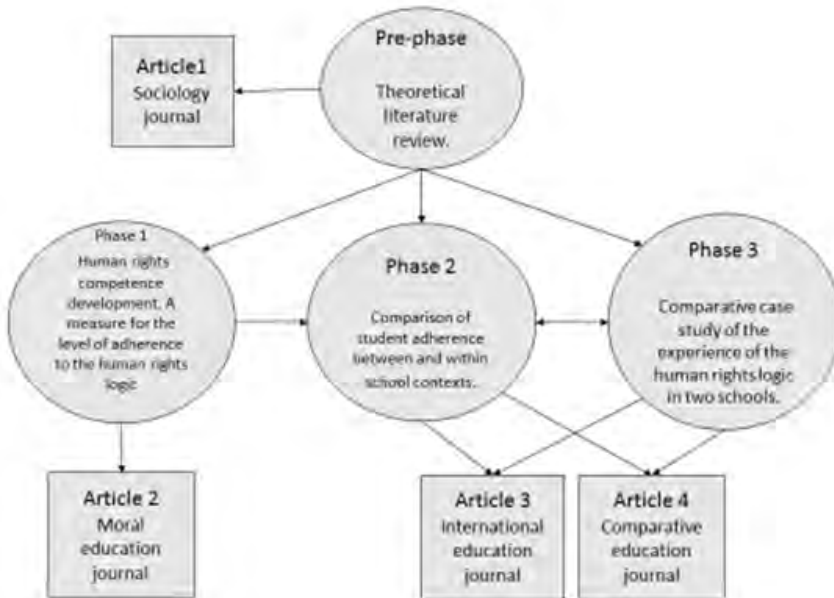 Pre-phase
Theoretical
literature
review.
Article1
Sociology
journal
Phase 1
Human rights
competence
development. A
measure for the
level of adherence
to the human rights
logic
Phase 2
Comparison of
student adherence
between and within
school contexts.
Phase 3
Comparative case
study of the
experience of the
human rights logic
in two schools.
Article 2
Moral
education
journal
Article 3
International
education
journal
Article 4
Comparative
education
journal